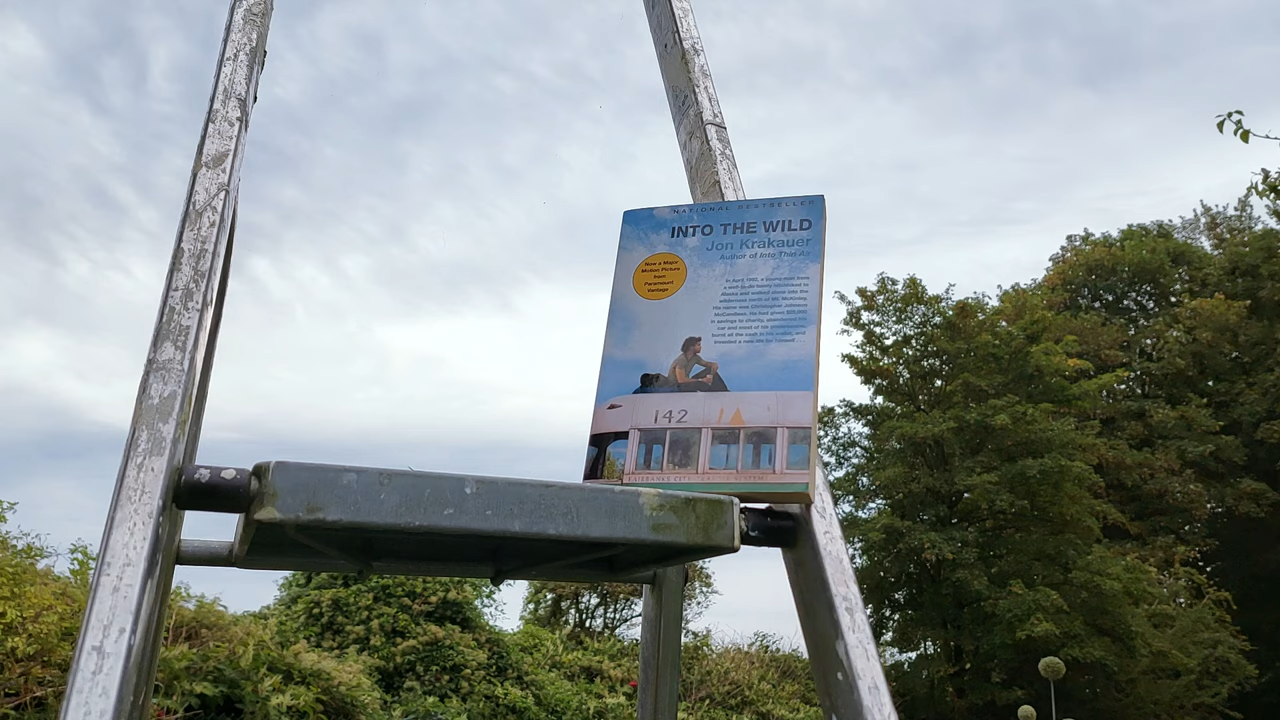 NATIONAL BESTSELLER
INTO THE WILD
Jon Krakauer
Author of Into Thin Air
Now a Major
Motion Picture
from
Paramount
Vantage
In April 1992, a young man from
a well-to-do family hitchhiked to
Alaska and walked alone into the
wilderness north of Mt. McKinley.
His name was Christopher Johnson
McCandless. He had given $25,000
in savings to charity, abandoned his
car and most of his possessions,
burnt all the cash in his wallet, and
invented a new life for himself . . .
142
FAIRBANKS CITY TRANSIT SYSTEM